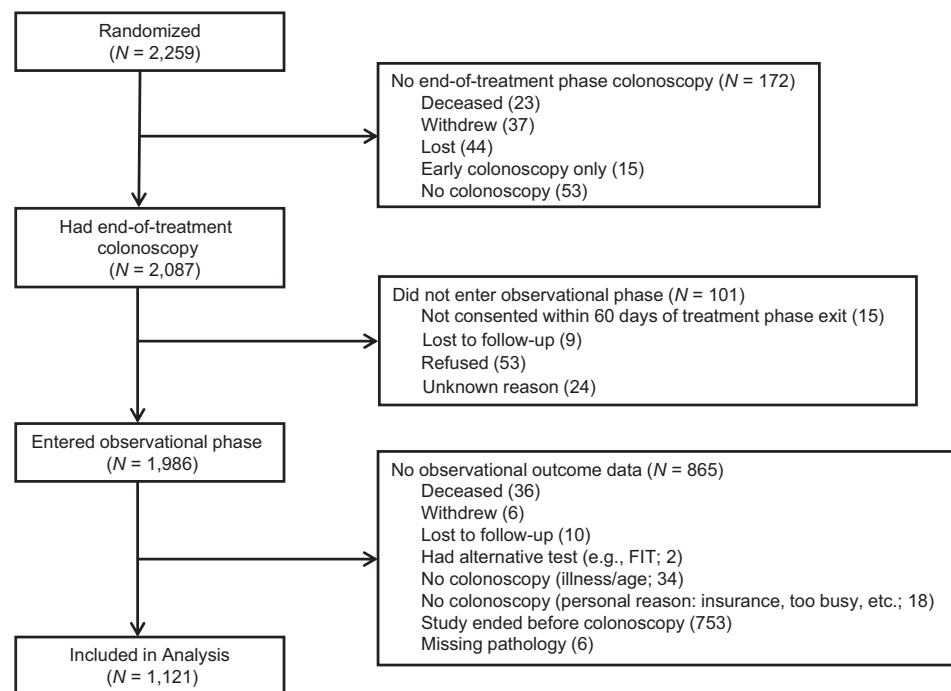 Randomized
(N = 2,259)
No end-of-treatment phase colonoscopy (N = 172)
Deceased (23)
Withdrew (37)
Lost (44)
Early colonoscopy only (15)
No colonoscopy (53)
Had end-of-treatment
colonoscopy
(N = 2,087)
Did not enter observational phase (N = 101)
Not consented within 60 days of treatment phase exit (15)
Lost to follow-up (9)
Refused (53)
Unknown reason (24)
Entered observational phase
(N = 1,986)
No observational outcome data (N = 865)
Deceased (36)
Withdrew (6)
Lost to follow-up (10)
Had alternative test (e.g., FIT; 2)
No colonoscopy (illness/age; 34)
No colonoscopy (personal reason: insurance, too busy, etc.; 18)
Study ended before colonoscopy (753)
Missing pathology (6)
Included in Analysis
(N = 1,121)